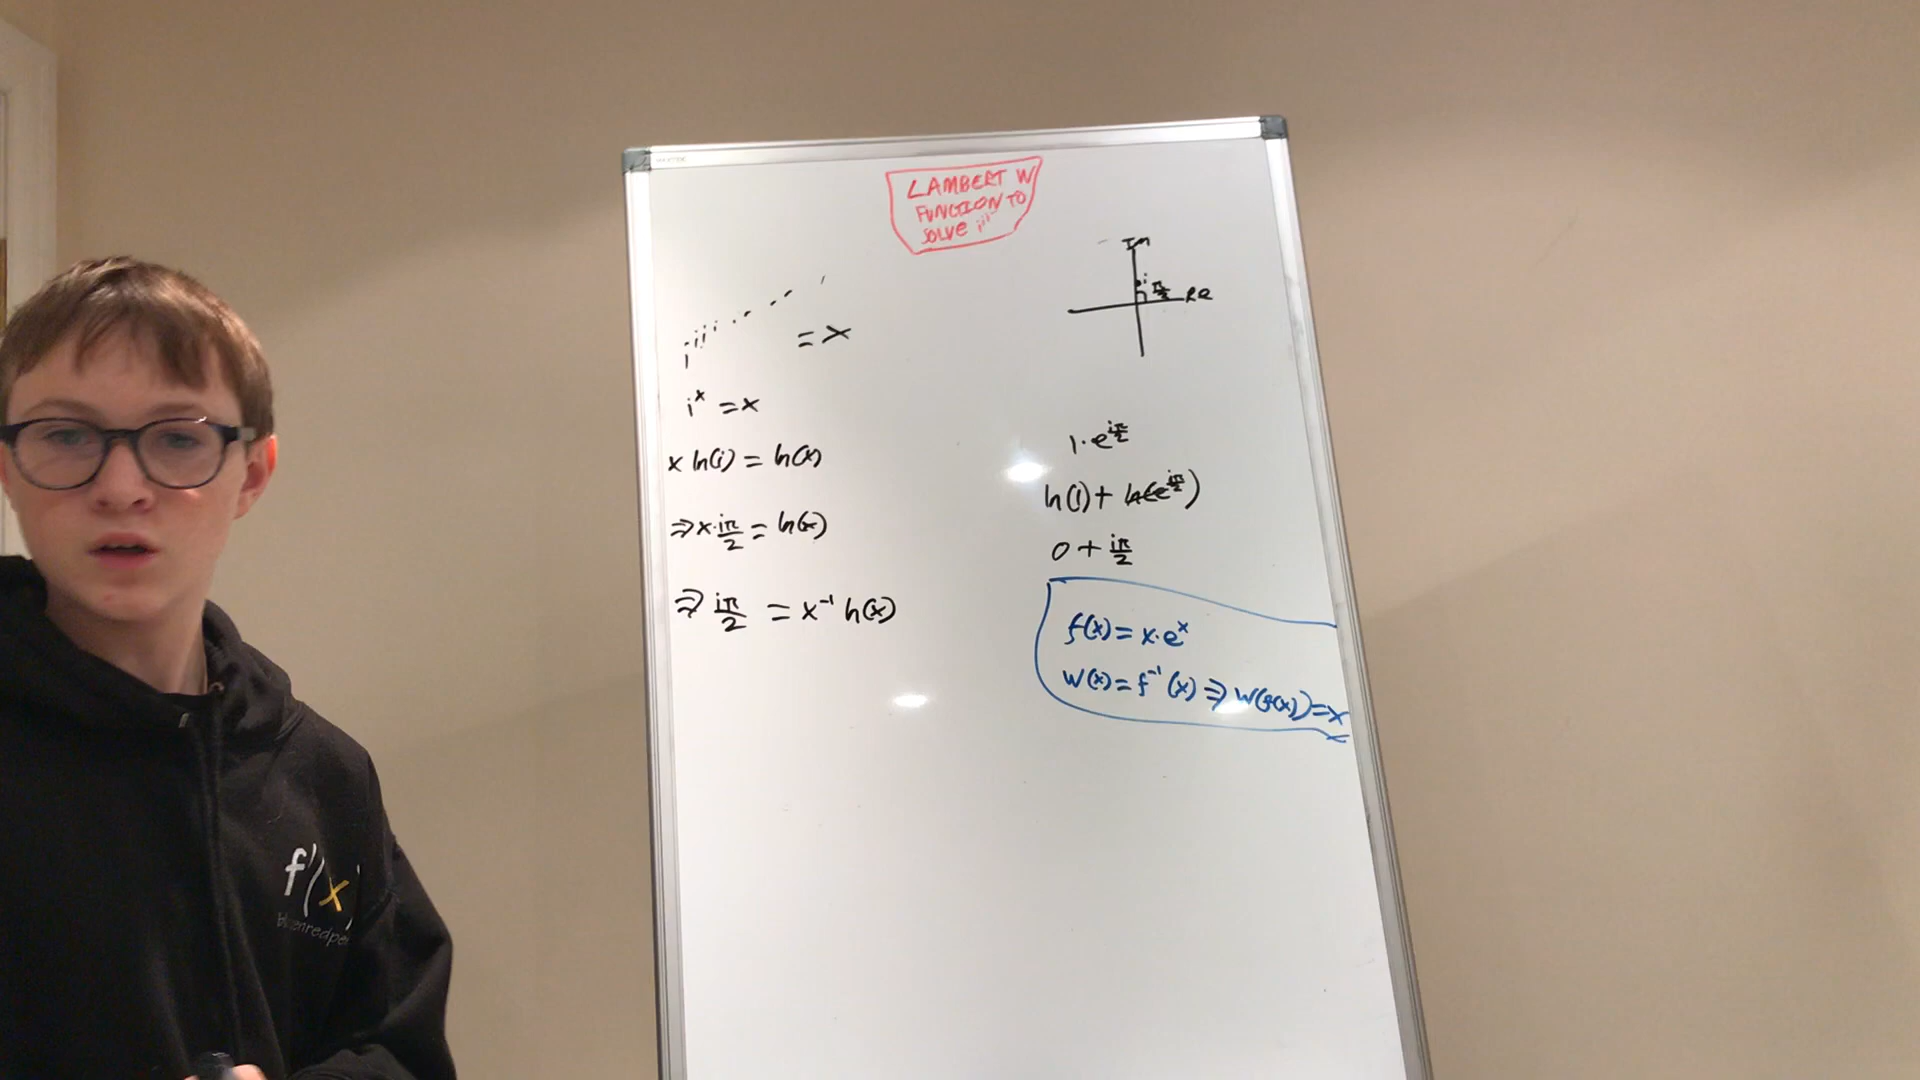 LAMBERT W
FUNCTION TO
SOLVE i^i^i^...
i^i^i^... = x
i^x = x
x ln(i) = ln(x)
⇒ x·iπ/2 = ln(x)
⇒ iπ/2 = x⁻¹ ln(x)
Im
i
π/2
Re
1·e^(iπ/2)
ln(1) + ln(e^(iπ/2))
0 + iπ/2
f(x) = x·e^x
W(x) = f⁻¹(x) ⇒ W(f(x)) = x
f'(x)